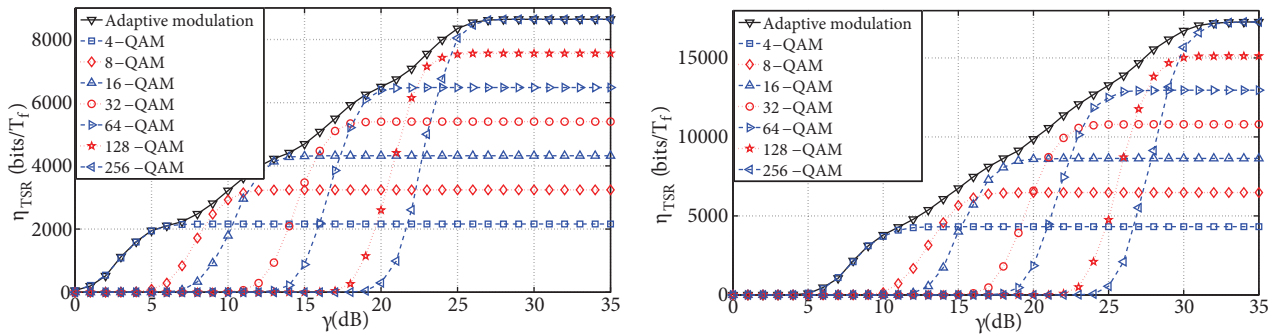 Adaptive modulation
4-QAM
8-QAM
16-QAM
32-QAM
64-QAM
128 -QAM
256 -QAM
8000
6000
4000
2000
0
η_TSR (bits/T_f)
0 5 10 15 20 25 30 35
γ(dB)
Adaptive modulation
4-QAM
8-QAM
16-QAM
32-QAM
64-QAM
128 -QAM
256 -QAM
15000
10000
5000
0
η_TSR (bits/T_f)
0 5 10 15 20 25 30 35
γ(dB)